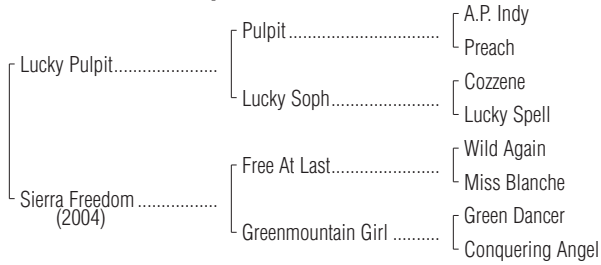 A.P. Indy
Pulpit
Preach
Lucky Pulpit
Cozzene
Lucky Soph
Lucky Spell
Wild Again
Free At Last
Miss Blanche
Sierra Freedom
(2004)
Green Dancer
Greenmountain Girl
Conquering Angel